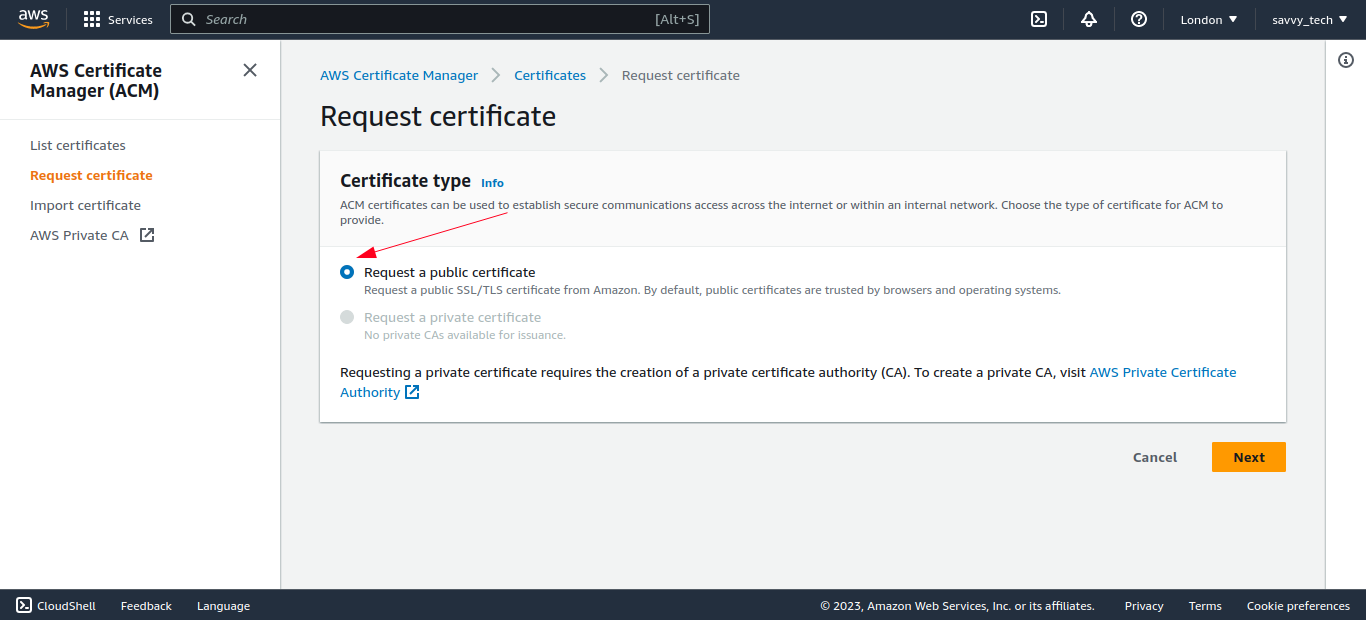 aws
Services
Search
[Alt+S]
London
savvy_tech
AWS Certificate
Manager (ACM)
List certificates
Request certificate
Import certificate
AWS Private CA
AWS Certificate Manager
Certificates
Request certificate
Request certificate
Certificate type Info
ACM certificates can be used to establish secure communications access across the internet or within an internal network. Choose the type of certificate for ACM to
provide.
Request a public certificate
Request a public SSL/TLS certificate from Amazon. By default, public certificates are trusted by browsers and operating systems.
Request a private certificate
No private CAs available for issuance.
Requesting a private certificate requires the creation of a private certificate authority (CA). To create a private CA, visit AWS Private Certificate
Authority
Cancel
Next
CloudShell
Feedback
Language
© 2023, Amazon Web Services, Inc. or its affiliates.
Privacy
Terms
Cookie preferences